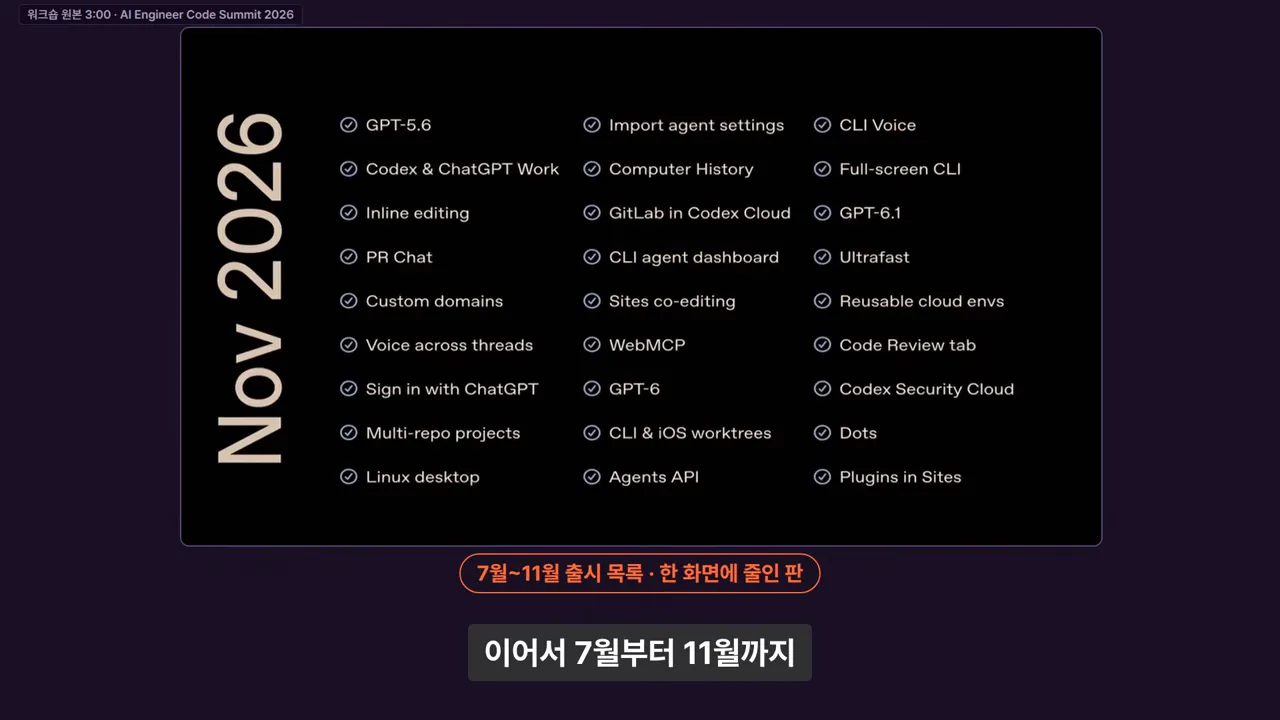 워크숍 원본 3:00 · AI Engineer Code Summit 2026
Nov 2026
GPT-5.6
Codex & ChatGPT Work
Inline editing
PR Chat
Custom domains
Voice across threads
Sign in with ChatGPT
Multi-repo projects
Linux desktop
Import agent settings
Computer History
GitLab in Codex Cloud
CLI agent dashboard
Sites co-editing
WebMCP
GPT-6
CLI & iOS worktrees
Agents API
CLI Voice
Full-screen CLI
GPT-6.1
Ultrafast
Reusable cloud envs
Code Review tab
Codex Security Cloud
Dots
Plugins in Sites
7월~11월 출시 목록 · 한 화면에 줄인 판
이어서 7월부터 11월까지